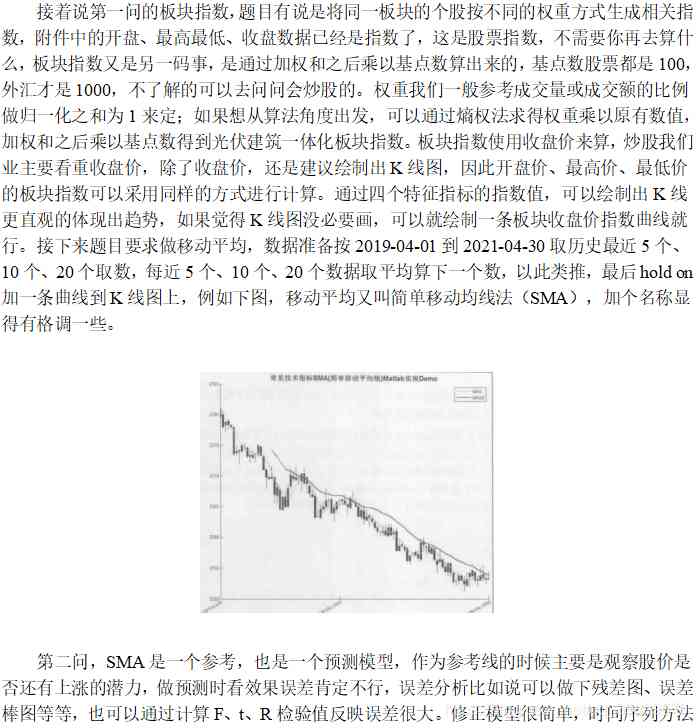 接着说第一问的板块指数，题目有说是将同一板块的个股按不同的权重方式生成相关指
数，附件中的开盘、最高最低、收盘数据已经是指数了，这是股票指数，不需要你再去算什
么，板块指数又是另一码事，是通过加权和之后乘以基点数算出来的，基点数股票都是 100，
外汇才是 1000，不了解的可以去问问会炒股的。权重我们一般参考成交量或成交额的比例
做归一化之和为 1 来定；如果想从算法角度出发，可以通过熵权法求得权重乘以原有数值，
加权和之后乘以基点数得到光伏建筑一体化板块指数。板块指数使用收盘价来算，炒股我们
业主要看重收盘价，除了收盘价，还是建议绘制出 K 线图，因此开盘价、最高价、最低价
的板块指数可以采用同样的方式进行计算。通过四个特征指标的指数值，可以绘制出 K 线
更直观的体现出趋势，如果觉得 K 线图没必要画，可以就绘制一条板块收盘价指数曲线就
行。接下来题目要求做移动平均，数据准备按 2019-04-01 到 2021-04-30 取历史最近 5 个、
10 个、20 个取数，每近 5 个、10 个、20 个数据取平均算下一个数，以此类推，最后 hold on
加一条曲线到 K 线图上，例如下图，移动平均又叫简单移动均线法（SMA），加个名称显
得有格调一些。
常见技术指标SMA(简单移动平均线)Matlab实现Demo
第二问，SMA 是一个参考，也是一个预测模型，作为参考线的时候主要是观察股价是
否还有上涨的潜力，做预测时看效果误差肯定不行，误差分析比如说可以做下残差图、误差
棒图等等，也可以通过计算 F、t、R 检验值反映误差很大。修正模型很简单，时间序列方法